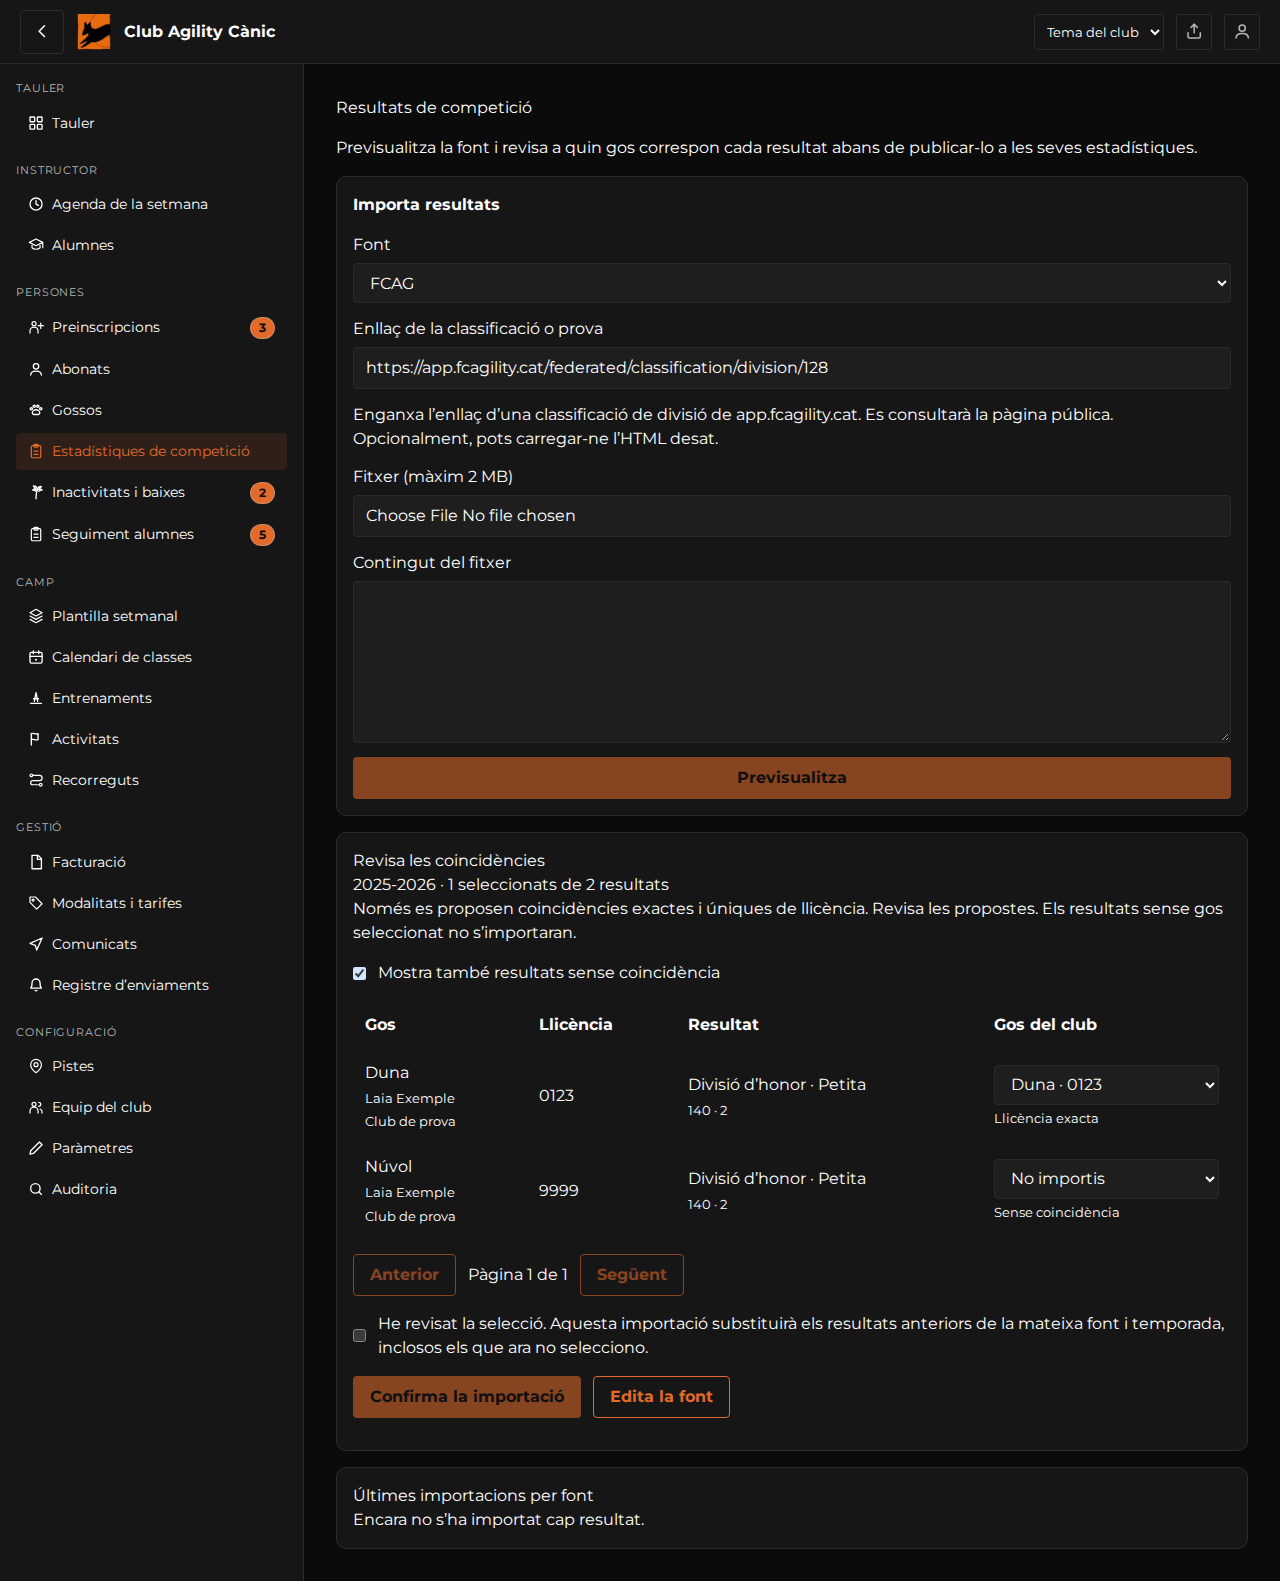 Club Agility Cànic
Tema del club
TAULER
Tauler
INSTRUCTOR
Agenda de la setmana
Alumnes
PERSONES
Preinscripcions 3
Abonats
Gossos
Estadístiques de competició
Inactivitats i baixes 2
Seguiment alumnes 5
CAMP
Plantilla setmanal
Calendari de classes
Entrenaments
Activitats
Recorreguts
GESTIÓ
Facturació
Modalitats i tarifes
Comunicats
Registre d’enviaments
CONFIGURACIÓ
Pistes
Equip del club
Paràmetres
Auditoria
Resultats de competició
Previsualitza la font i revisa a quin gos correspon cada resultat abans de publicar-lo a les seves estadístiques.
Importa resultats
Font
FCAG
Enllaç de la classificació o prova
https://app.fcagility.cat/federated/classification/division/128
Enganxa l’enllaç d’una classificació de divisió de app.fcagility.cat. Es consultarà la pàgina pública.
Opcionalment, pots carregar-ne l’HTML desat.
Fitxer (màxim 2 MB)
Choose File No file chosen
Contingut del fitxer
Previsualitza
Revisa les coincidències
2025-2026 · 1 seleccionats de 2 resultats
Només es proposen coincidències exactes i úniques de llicència. Revisa les propostes. Els resultats sense gos
seleccionat no s’importaran.
Mostra també resultats sense coincidència
Gos Llicència Resultat Gos del club
Duna
Laia Exemple
Club de prova
0123
Divisió d’honor · Petita
140 · 2
Duna · 0123
Llicència exacta
Núvol
Laia Exemple
Club de prova
9999
Divisió d’honor · Petita
140 · 2
No importis
Sense coincidència
Anterior Pàgina 1 de 1 Següent
He revisat la selecció. Aquesta importació substituirà els resultats anteriors de la mateixa font i temporada,
inclosos els que ara no selecciono.
Confirma la importació Edita la font
Últimes importacions per font
Encara no s’ha importat cap resultat.